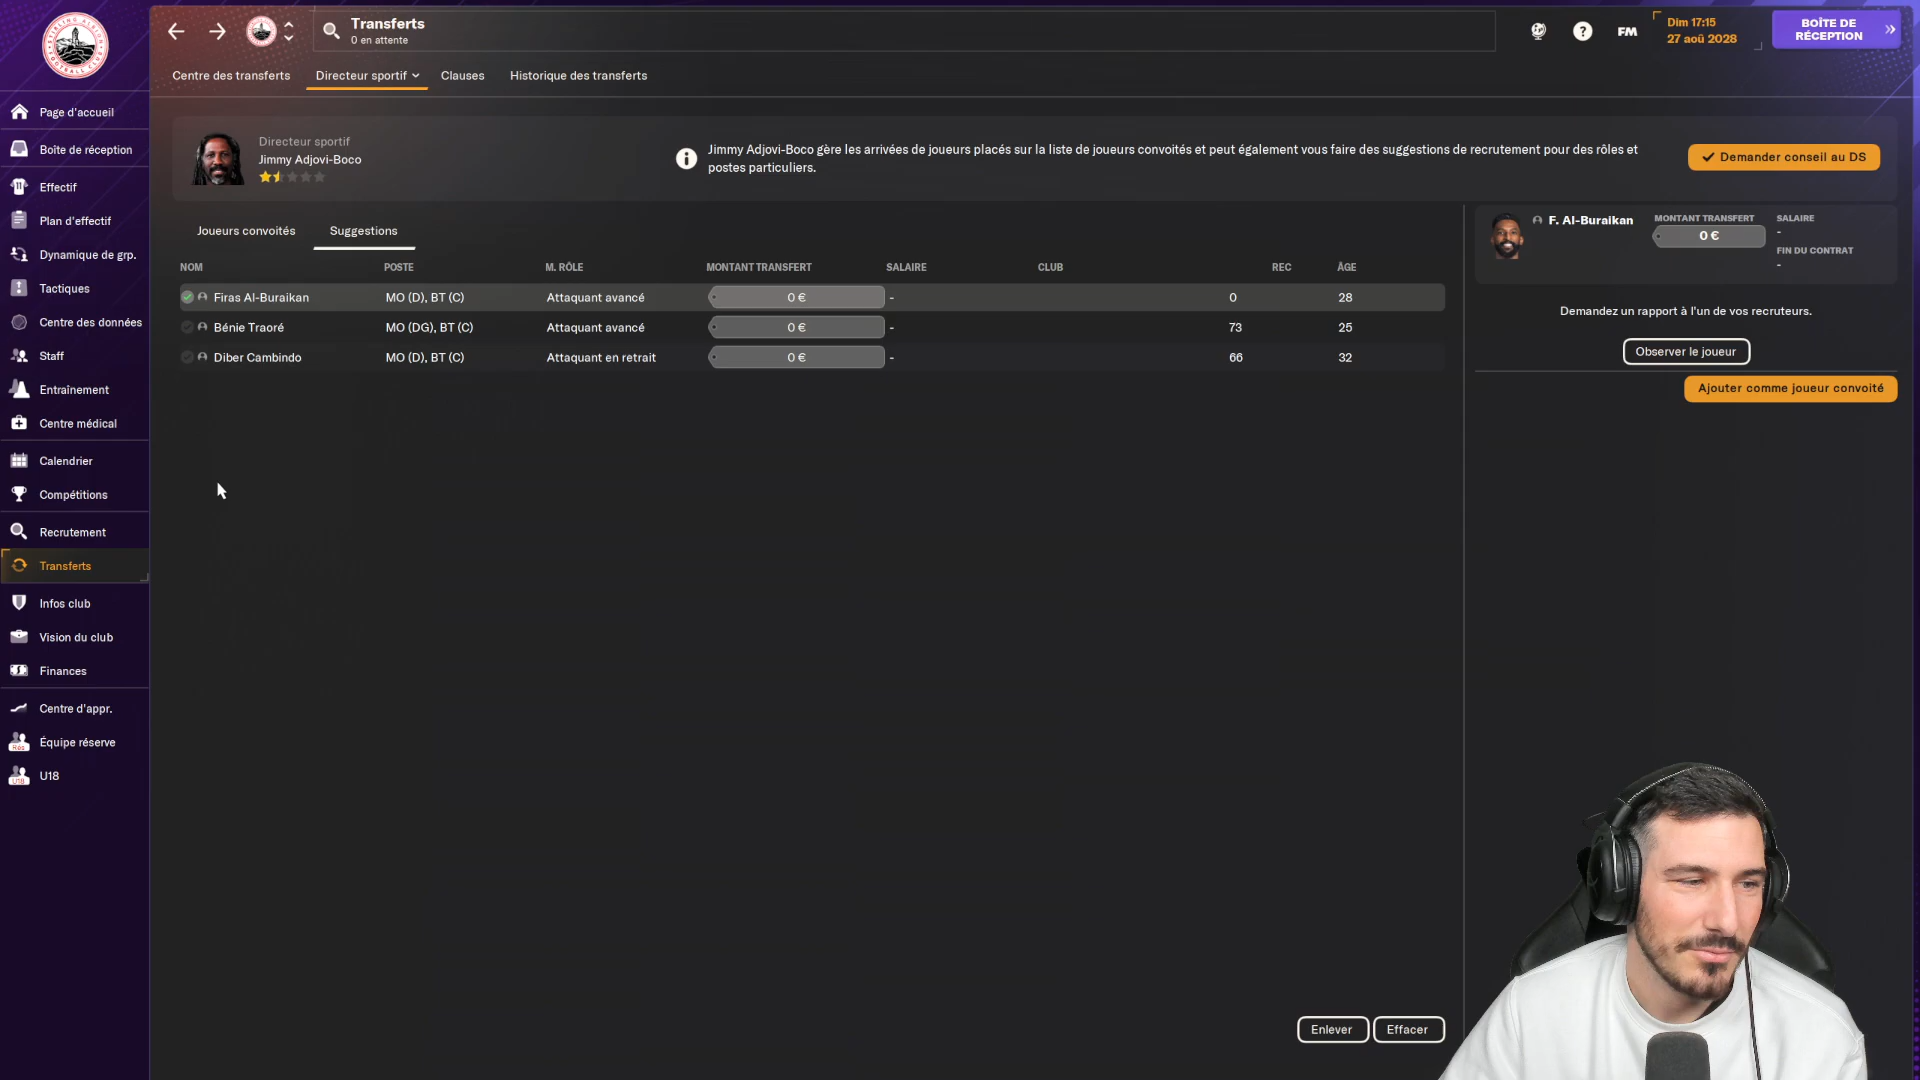 Transferts
0 en attente
Dim 17:15
27 aoû 2028
BOÎTE DE
RÉCEPTION
FM
Centre des transferts
Directeur sportif
Clauses
Historique des transferts
Page d'accueil
Boîte de réception
Effectif
Plan d'effectif
Dynamique de grp.
Tactiques
Centre des données
Staff
Entraînement
Centre médical
Calendrier
Compétitions
Recrutement
Transferts
Infos club
Vision du club
Finances
Centre d'appr.
Équipe réserve
U18
Directeur sportif
Jimmy Adjovi-Boco
Jimmy Adjovi-Boco gère les arrivées de joueurs placés sur la liste de joueurs convoités et peut également vous faire des suggestions de recrutement pour des rôles et
postes particuliers.
Demander conseil au DS
Joueurs convoités
Suggestions
NOM POSTE M. RÔLE MONTANT TRANSFERT SALAIRE CLUB REC ÂGE
Firas Al-Buraikan MO (D), BT (C) Attaquant avancé 0 € - 0 28
Bénie Traoré MO (DG), BT (C) Attaquant avancé 0 € - 73 25
Diber Cambindo MO (D), BT (C) Attaquant en retrait 0 € - 66 32
F. Al-Buraikan
MONTANT TRANSFERT
0 €
SALAIRE
-
FIN DU CONTRAT
-
Demandez un rapport à l'un de vos recruteurs.
Observer le joueur
Ajouter comme joueur convoité
Enlever
Effacer